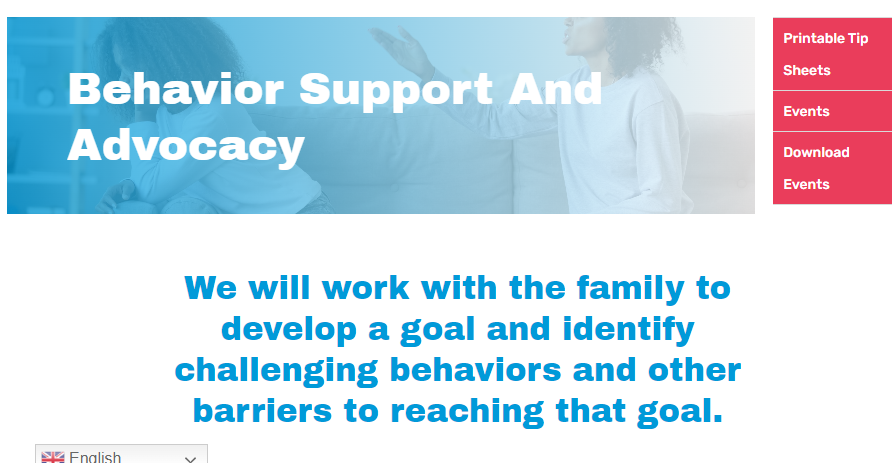 Behavior Support And
Advocacy
Printable Tip
Sheets
Events
Download
Events
We will work with the family to
develop a goal and identify
challenging behaviors and other
barriers to reaching that goal.
English